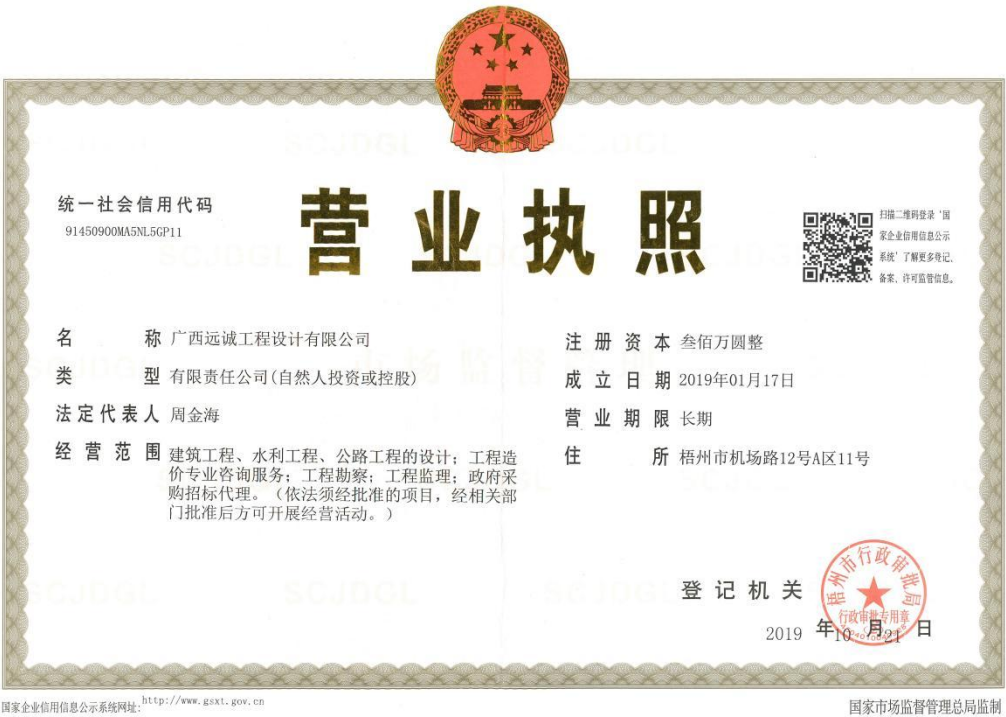 统一社会信用代码
91450900MA5NL5GP11
营业执照
扫描二维码登录‘国
家企业信用信息公示
系统’了解更多登记、
备案、许可监管信息。
名称 广西远诚工程设计有限公司
类型 有限责任公司(自然人投资或控股)
法定代表人 周金海
经营范围 建筑工程、水利工程、公路工程的设计；工程造
价专业咨询服务；工程勘察；工程监理；政府采
购招标代理。（依法须经批准的项目，经相关部
门批准后方可开展经营活动。）
注册资本 叁佰万圆整
成立日期 2019年01月17日
营业期限 长期
住所 梧州市机场路12号A区11号
登记机关
梧州市行政审批局
行政审批专用章
2019 年10 月21 日
国家企业信用信息公示系统网址: http://www.gsxt.gov.cn
国家市场监督管理总局监制